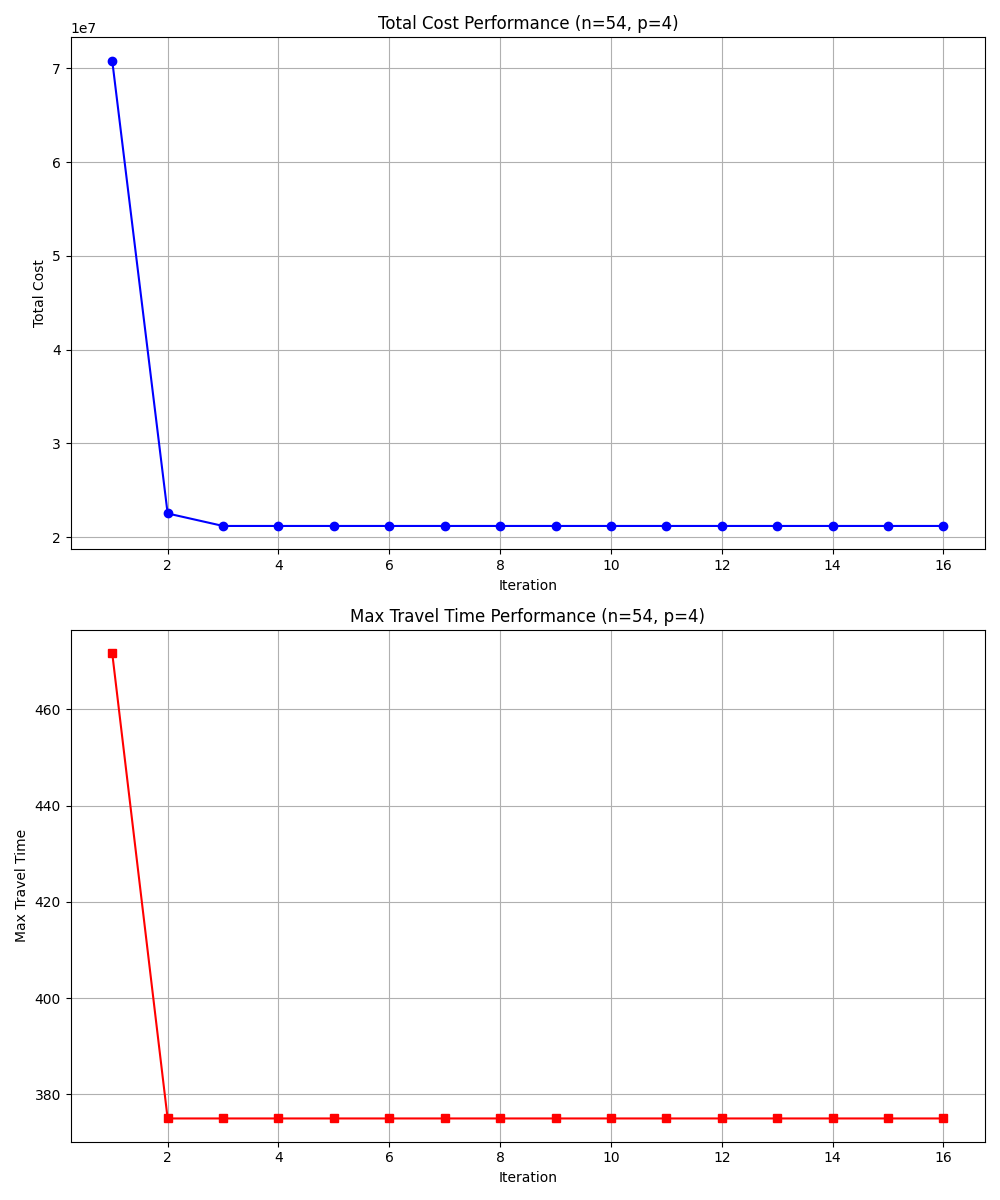 Total Cost Performance (n=54, p=4)
1e7
7
6
5
4
3
2
Total Cost
2 4 6 8 10 12 14 16
Iteration
Max Travel Time Performance (n=54, p=4)
460
440
420
400
380
Max Travel Time
2 4 6 8 10 12 14 16
Iteration